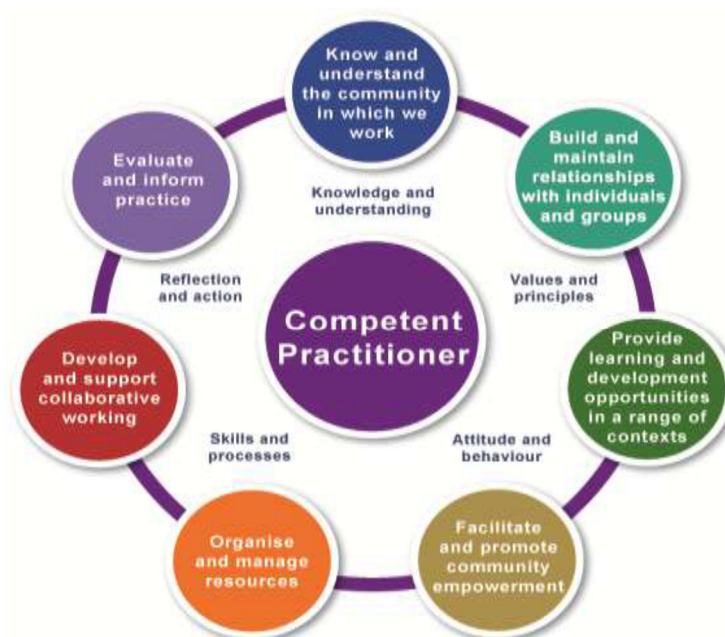 Know and
understand
the community
in which we
work
Build and
maintain
relationships
with individuals
and groups
Provide
learning and
development
opportunities
in a range of
contexts
Facilitate
and promote
community
empowerment
Organise
and manage
resources
Develop
and support
collaborative
working
Evaluate
and inform
practice
Knowledge and
understanding
Values and
principles
Attitude and
behaviour
Skills and
processes
Reflection
and action
Competent
Practitioner